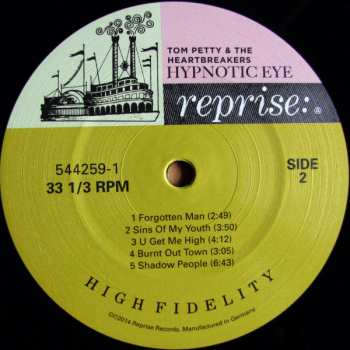 TOM PETTY & THE
HEARTBREAKERS
HYPNOTIC EYE
reprise: ®
544259-1
33 1/3 RPM
SIDE
2
1 Forgotten Man (2:49)
2 Sins Of My Youth (3:50)
3 U Get Me High (4:12)
4 Burnt Out Town (3:05)
5 Shadow People (6:43)
HIGH FIDELITY
℗©2014 Reprise Records. Manufactured in Germany